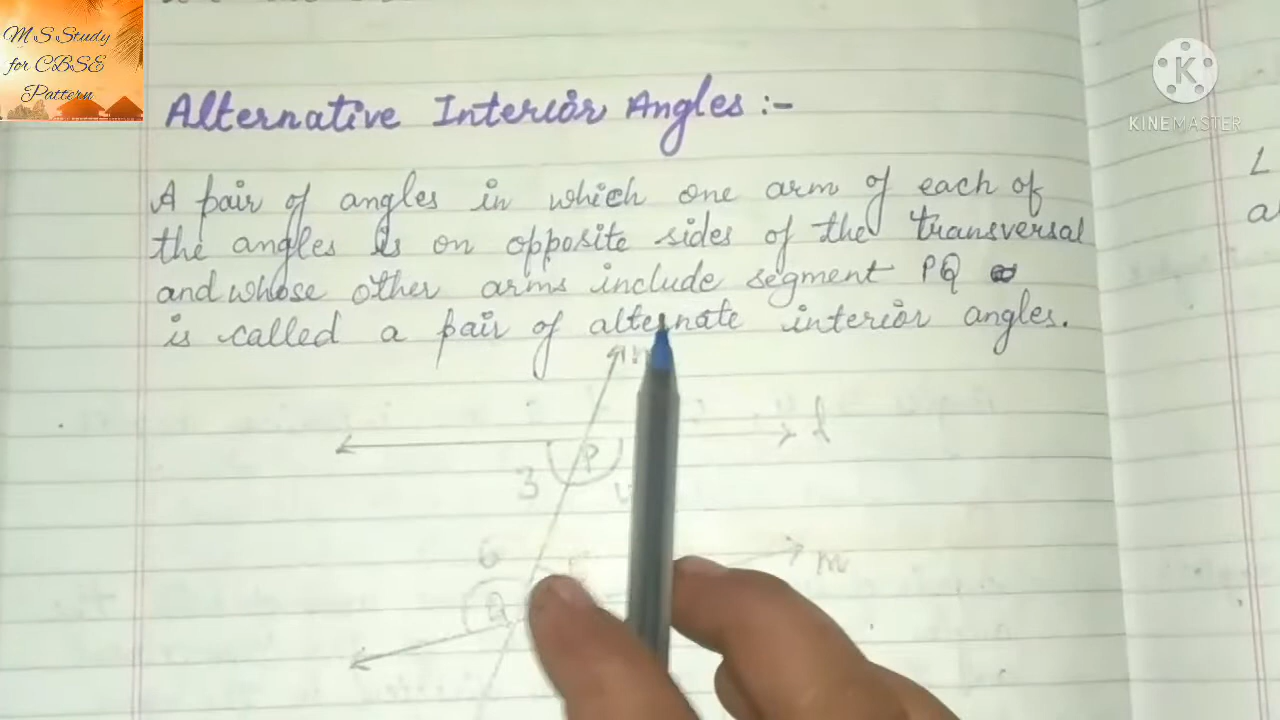 M S Study
for CBSE
Pattern
KINEMASTER
Alternative Interior Angles :-
A pair of angles in which one arm of each of
the angles is on opposite sides of the transversal
and whose other arms include segment PQ
is called a pair of alternate interior angles.
l
P
3
6
m
Q
L